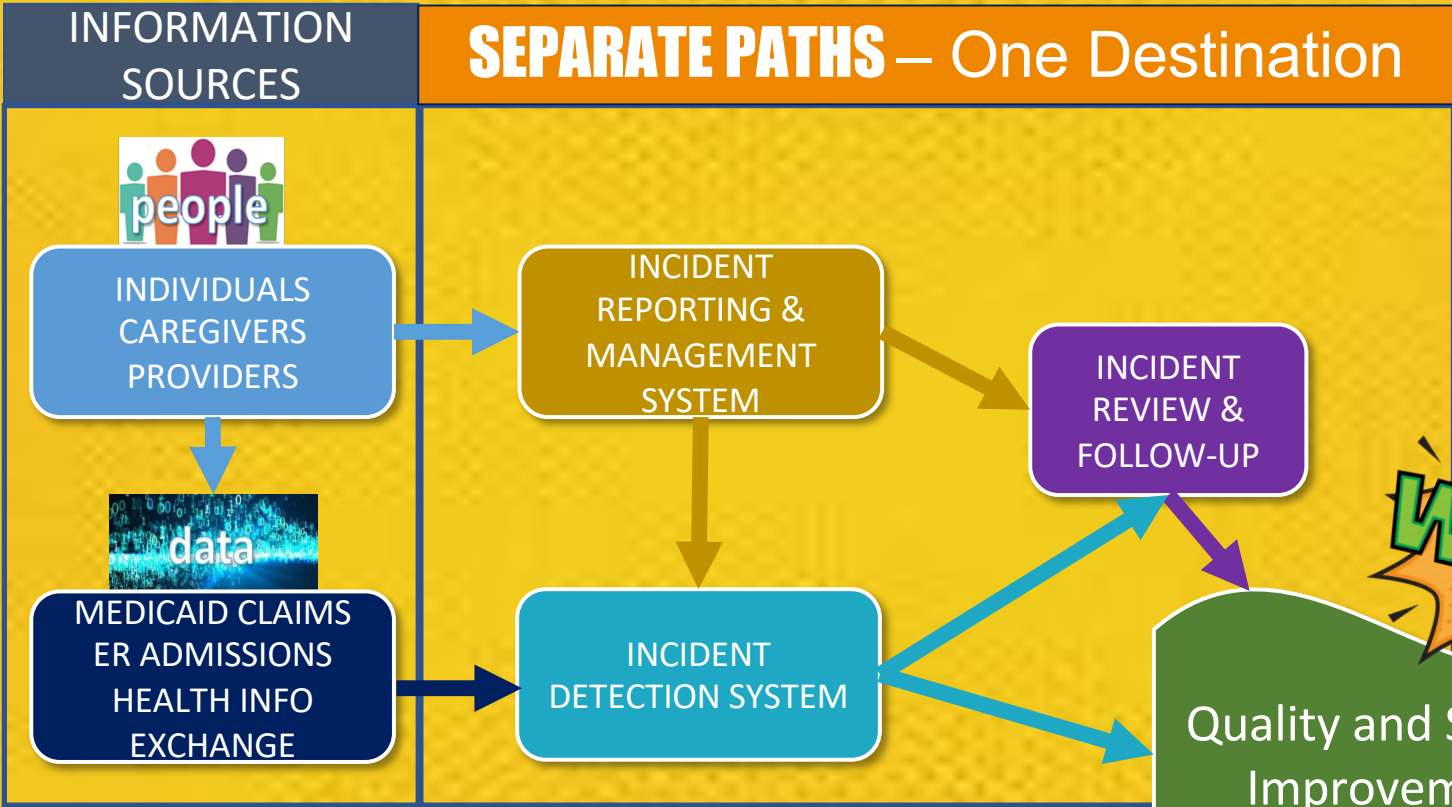 INFORMATION
SOURCES
SEPARATE PATHS – One Destination
people
INDIVIDUALS
CAREGIVERS
PROVIDERS
INCIDENT
REPORTING &
MANAGEMENT
SYSTEM
INCIDENT
REVIEW &
FOLLOW-UP
data
MEDICAID CLAIMS
ER ADMISSIONS
HEALTH INFO
EXCHANGE
INCIDENT
DETECTION SYSTEM
Quality and